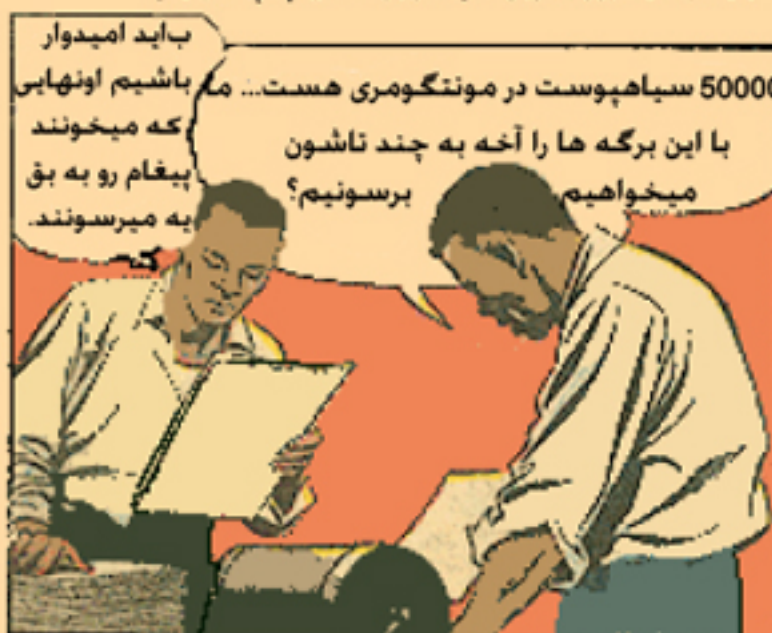 50000 سیاهپوست در مونتگومری هست... ما
با این برگه ها را آخه به چند تاشون
میخواهیم برسونیم؟
باید امیدوار
باشیم اونهایی
که میخونند
پیغام رو به بق
یه میرسونند.